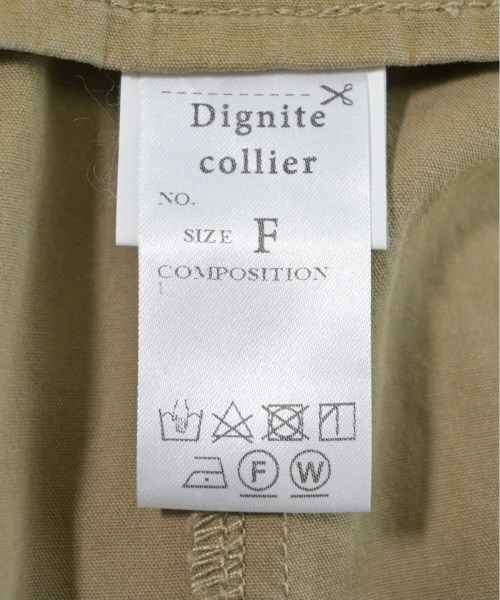 Dignite
collier
NO.
SIZE F
COMPOSITION
F W